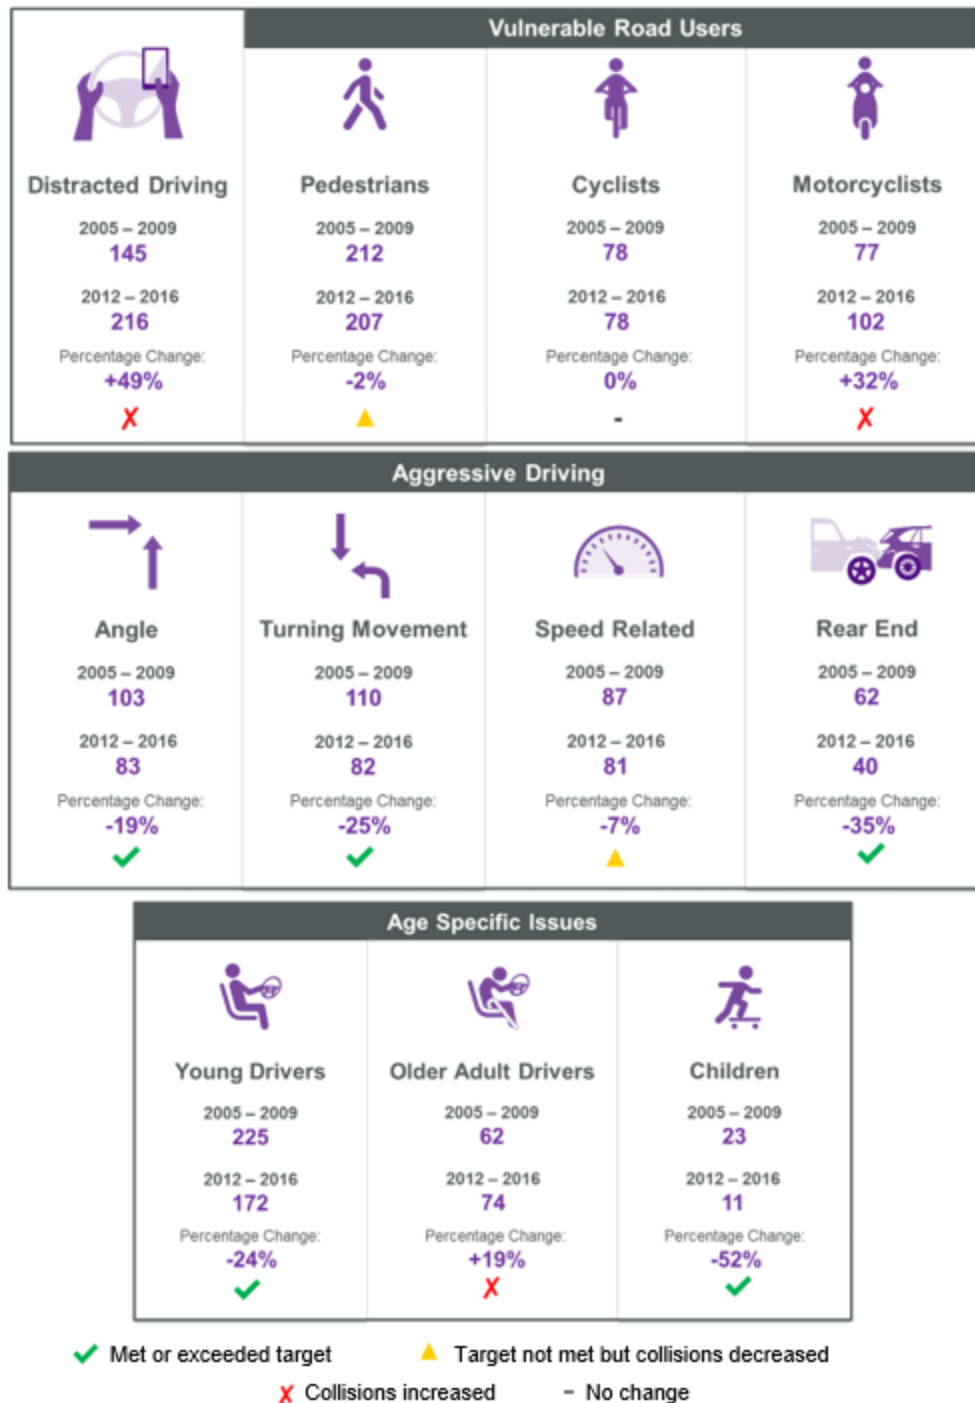 Vulnerable Road Users
Distracted Driving
2005 – 2009
145
2012 – 2016
216
Percentage Change:
+49%
✗
Pedestrians
2005 – 2009
212
2012 – 2016
207
Percentage Change:
-2%
▲
Cyclists
2005 – 2009
78
2012 – 2016
78
Percentage Change:
0%
-
Motorcyclists
2005 – 2009
77
2012 – 2016
102
Percentage Change:
+32%
✗
Aggressive Driving
Angle
2005 – 2009
103
2012 – 2016
83
Percentage Change:
-19%
✔
Turning Movement
2005 – 2009
110
2012 – 2016
82
Percentage Change:
-25%
✔
Speed Related
2005 – 2009
87
2012 – 2016
81
Percentage Change:
-7%
▲
Rear End
2005 – 2009
62
2012 – 2016
40
Percentage Change:
-35%
✔
Age Specific Issues
Young Drivers
2005 – 2009
225
2012 – 2016
172
Percentage Change:
-24%
✔
Older Adult Drivers
2005 – 2009
62
2012 – 2016
74
Percentage Change:
+19%
✗
Children
2005 – 2009
23
2012 – 2016
11
Percentage Change:
-52%
✔
✔ Met or exceeded target
▲ Target not met but collisions decreased
✗ Collisions increased
– No change